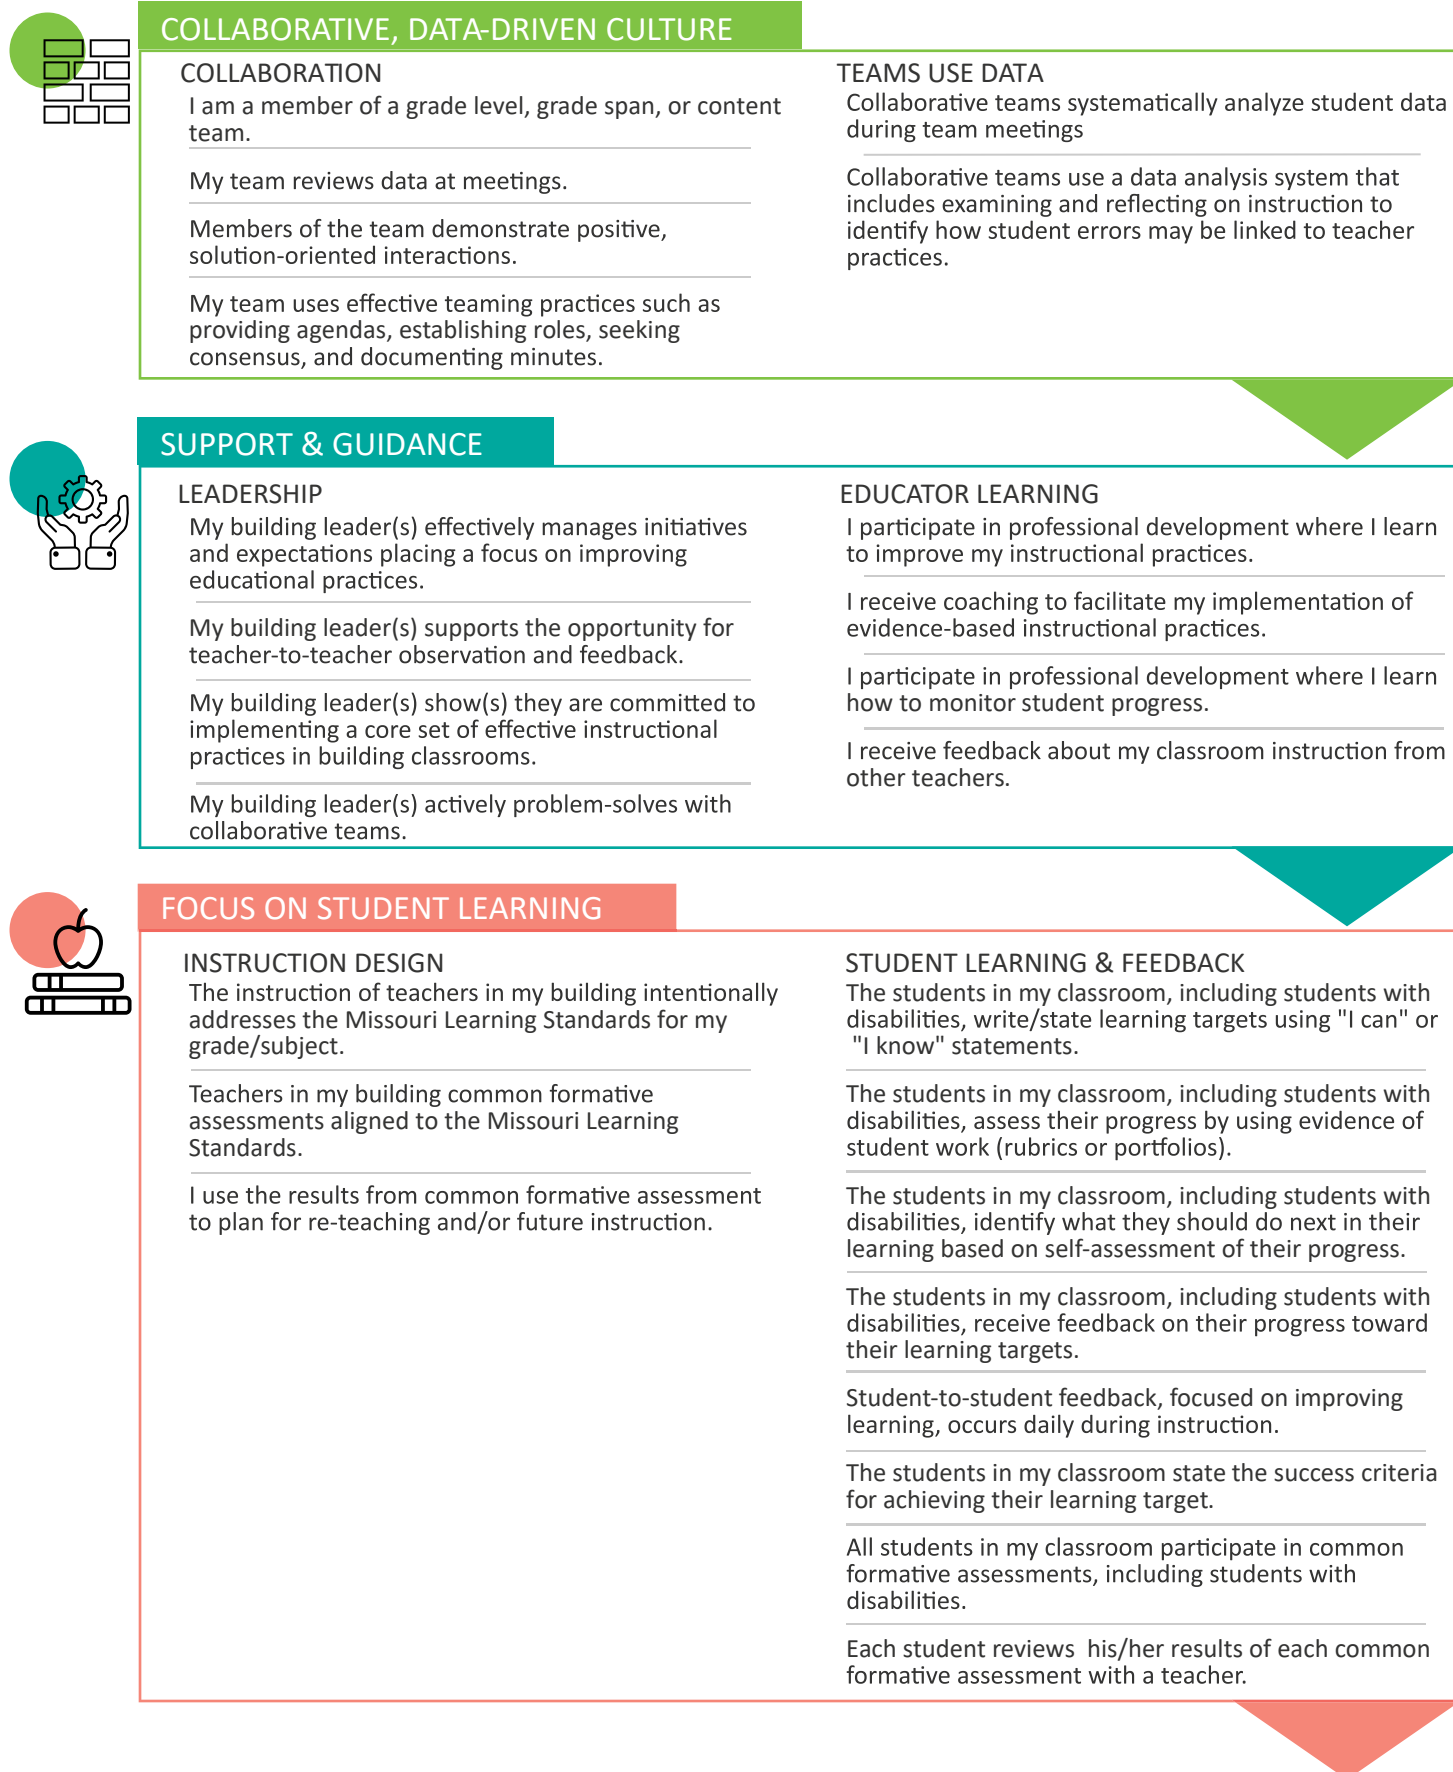 COLLABORATIVE, DATA-DRIVEN CULTURE
COLLABORATION
I am a member of a grade level, grade span, or content
team.
My team reviews data at meetings.
Members of the team demonstrate positive,
solution-oriented interactions.
My team uses effective teaming practices such as
providing agendas, establishing roles, seeking
consensus, and documenting minutes.
TEAMS USE DATA
Collaborative teams systematically analyze student data
during team meetings
Collaborative teams use a data analysis system that
includes examining and reflecting on instruction to
identify how student errors may be linked to teacher
practices.
SUPPORT & GUIDANCE
LEADERSHIP
My building leader(s) effectively manages initiatives
and expectations placing a focus on improving
educational practices.
My building leader(s) supports the opportunity for
teacher-to-teacher observation and feedback.
My building leader(s) show(s) they are committed to
implementing a core set of effective instructional
practices in building classrooms.
My building leader(s) actively problem-solves with
collaborative teams.
EDUCATOR LEARNING
I participate in professional development where I learn
to improve my instructional practices.
I receive coaching to facilitate my implementation of
evidence-based instructional practices.
I participate in professional development where I learn
how to monitor student progress.
I receive feedback about my classroom instruction from
other teachers.
FOCUS ON STUDENT LEARNING
INSTRUCTION DESIGN
The instruction of teachers in my building intentionally
addresses the Missouri Learning Standards for my
grade/subject.
Teachers in my building common formative
assessments aligned to the Missouri Learning
Standards.
I use the results from common formative assessment
to plan for re-teaching and/or future instruction.
STUDENT LEARNING & FEEDBACK
The students in my classroom, including students with
disabilities, write/state learning targets using "I can" or
"I know" statements.
The students in my classroom, including students with
disabilities, assess their progress by using evidence of
student work (rubrics or portfolios).
The students in my classroom, including students with
disabilities, identify what they should do next in their
learning based on self-assessment of their progress.
The students in my classroom, including students with
disabilities, receive feedback on their progress toward
their learning targets.
Student-to-student feedback, focused on improving
learning, occurs daily during instruction.
The students in my classroom state the success criteria
for achieving their learning target.
All students in my classroom participate in common
formative assessments, including students with
disabilities.
Each student reviews  his/her results of each common
formative assessment with a teacher.